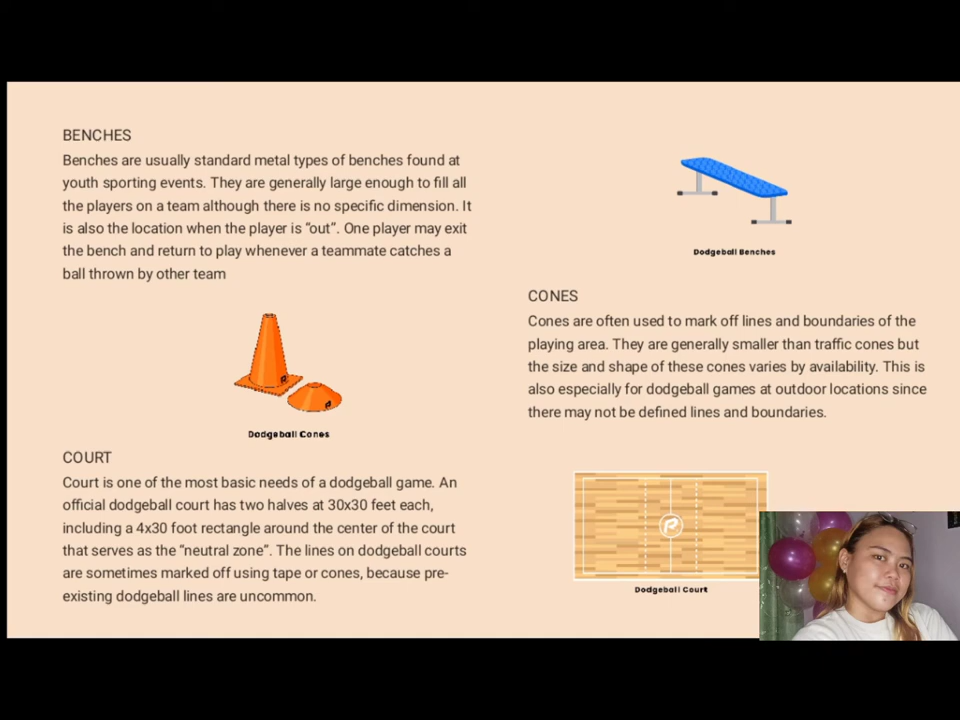 BENCHES
Benches are usually standard metal types of benches found at
youth sporting events. They are generally large enough to fill all
the players on a team although there is no specific dimension. It
is also the location when the player is “out”. One player may exit
the bench and return to play whenever a teammate catches a
ball thrown by other team
Dodgeball Benches
CONES
Cones are often used to mark off lines and boundaries of the
playing area. They are generally smaller than traffic cones but
the size and shape of these cones varies by availability. This is
also especially for dodgeball games at outdoor locations since
there may not be defined lines and boundaries.
Dodgeball Cones
COURT
Court is one of the most basic needs of a dodgeball game. An
official dodgeball court has two halves at 30x30 feet each,
including a 4x30 foot rectangle around the center of the court
that serves as the “neutral zone”. The lines on dodgeball courts
are sometimes marked off using tape or cones, because pre-
existing dodgeball lines are uncommon.
Dodgeball Court